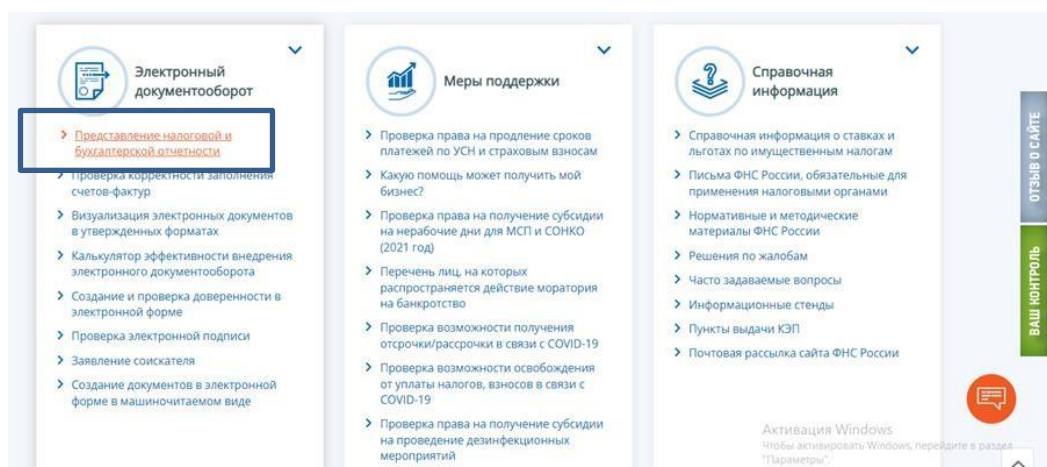 Электронный
документооборот
Представление налоговой и
бухгалтерской отчетности
Проверка корректности заполнения
счетов-фактур
Визуализация электронных документов
в утвержденных форматах
Калькулятор эффективности внедрения
электронного документооборота
Создание и проверка доверенности в
электронной форме
Проверка электронной подписи
Заявление соискателя
Создание документов в электронной
форме в машиночитаемом виде
Меры поддержки
Проверка права на продление сроков
платежей по УСН и страховым взносам
Какую помощь может получить мой
бизнес?
Проверка права на получение субсидии
на нерабочие дни для МСП и СОНКО
(2021 год)
Перечень лиц, на которых
распространяется действие моратория
на банкротство
Проверка возможности получения
отсрочки/рассрочки в связи с COVID-19
Проверка возможности освобождения
от уплаты налогов, взносов в связи с
COVID-19
Проверка права на получение субсидии
на проведение дезинфекционных
мероприятий
Справочная
информация
Справочная информация о ставках и
льготах по имущественным налогам
Письма ФНС России, обязательные для
применения налоговыми органами
Нормативные и методические
материалы ФНС России
Решения по жалобам
Часто задаваемые вопросы
Информационные стенды
Пункты выдачи КЭП
Почтовая рассылка сайта ФНС России
ОТЗЫВ О САЙТЕ
ВАШ КОНТРОЛЬ
Активация Windows
Чтобы активировать Windows, перейдите в раздел
"Параметры".